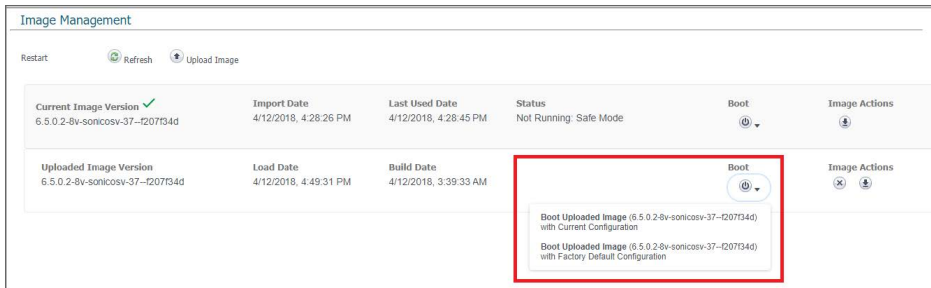 Image Management
Restart Refresh Upload Image
Current Image Version Import Date Last Used Date Status Boot Image Actions
6.5.0.2-8v-sonicosv-37--f207f34d 4/12/2018, 4:28:26 PM 4/12/2018, 4:28:45 PM Not Running: Safe Mode
Uploaded Image Version Load Date Build Date Boot Image Actions
6.5.0.2-8v-sonicosv-37--f207f34d 4/12/2018, 4:49:31 PM 4/12/2018, 3:39:33 AM
Boot Uploaded Image (6.5.0.2-8v-sonicosv-37--f207f34d)
with Current Configuration
Boot Uploaded Image (6.5.0.2-8v-sonicosv-37--f207f34d)
with Factory Default Configuration